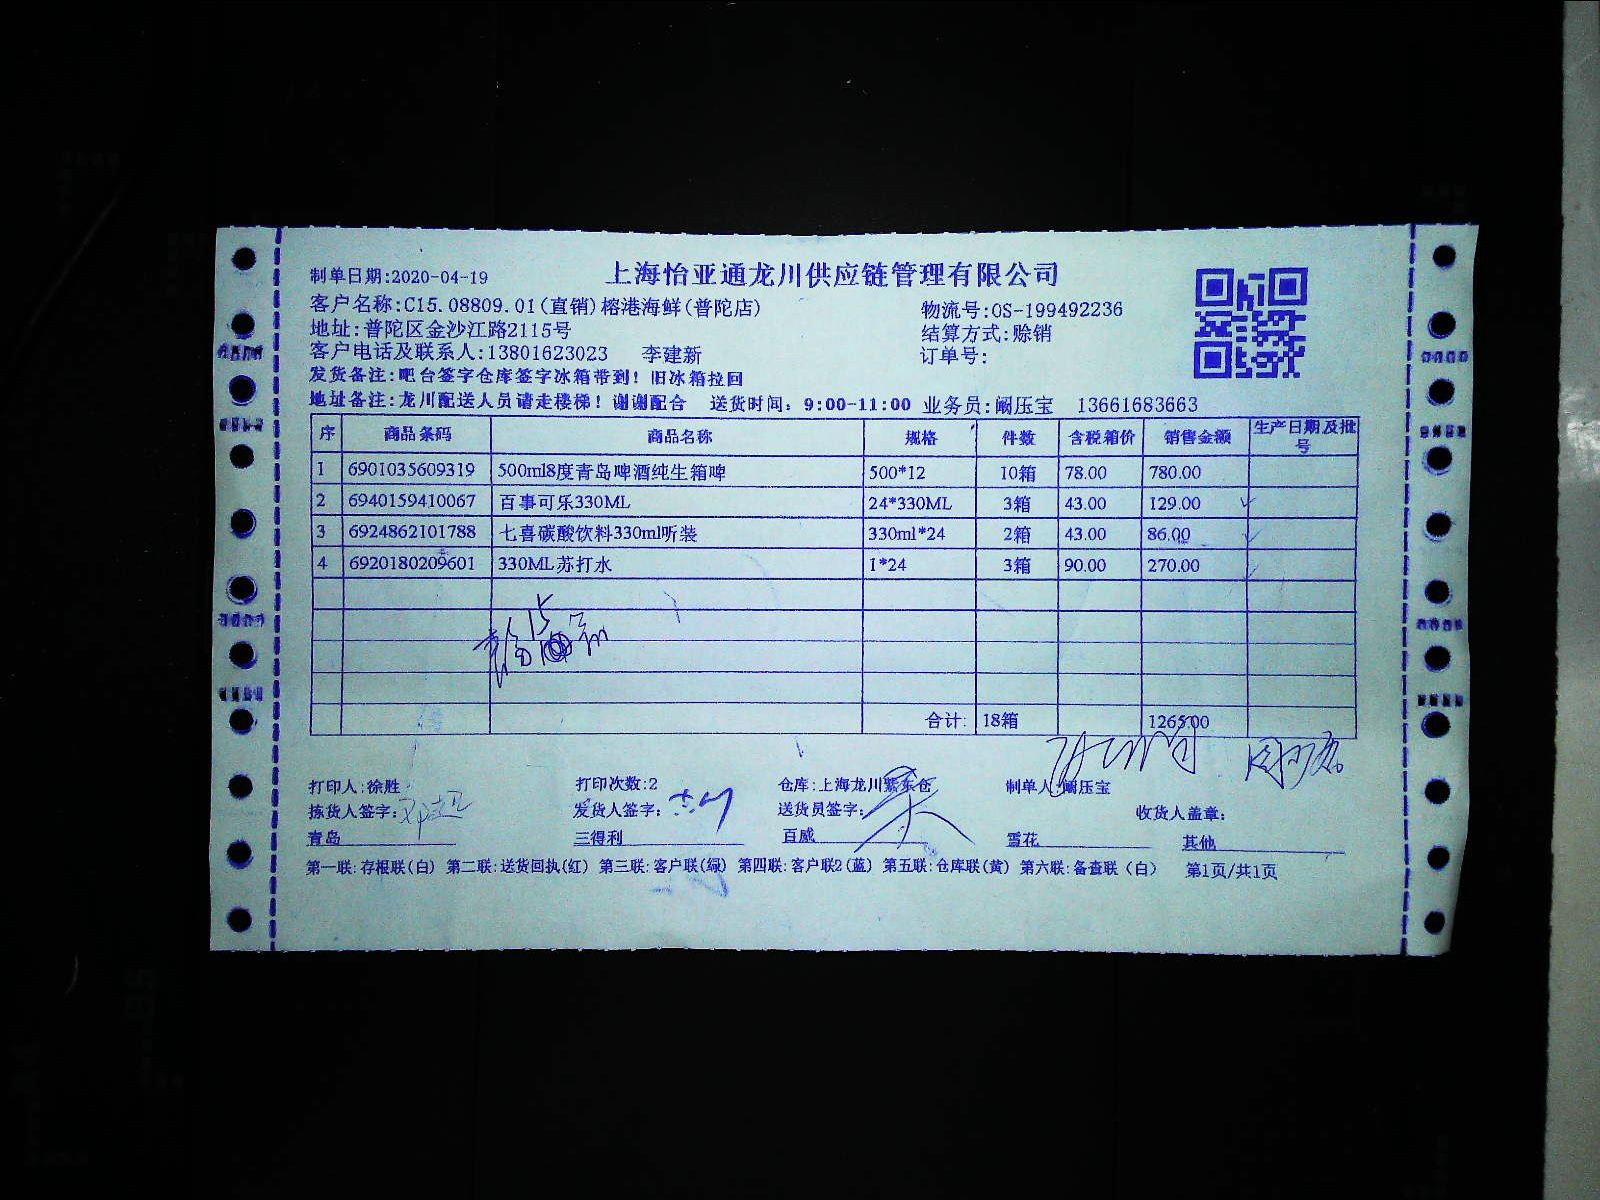 制单日期:2020-04-19
上海怡亚通龙川供应链管理有限公司
客户名称:C15.08809.01(直销)榕港海鲜(普陀店) 物流号:OS-199492236
地址:普陀区金沙江路2115号 结算方式:赊销
客户电话及联系人:13801623023 李建新 订单号:
发货备注:吧台签字仓库签字冰箱带到!旧冰箱拉回
地址备注:龙川配送人员请走楼梯!谢谢配合 送货时间:9:00-11:00 业务员:阚压宝 13661683663
序 商品条码 商品名称 规格 件数 含税箱价 销售金额 生产日期及批号
1 6901035609319 500ml8度青岛啤酒纯生箱啤 500*12 10箱 78.00 780.00
2 6940159410067 百事可乐330ML 24*330ML 3箱 43.00 129.00
3 6924862101788 七喜碳酸饮料330ml听装 330ml*24 2箱 43.00 86.00
4 6920180209601 330ML苏打水 1*24 3箱 90.00 270.00
15
合计: 18箱 1265.00
打印人:徐胜 打印次数:2 仓库:上海龙川紫东仓 制单人:阚压宝
拣货人签字: 发货人签字: 送货员签字: 收货人盖章:
青岛 三得利 百威 雪花 其他
第一联:存根联(白) 第二联:送货回执(红) 第三联:客户联(绿) 第四联:客户联2(蓝) 第五联:仓库联(黄) 第六联:备查联(白) 第1页/共1页